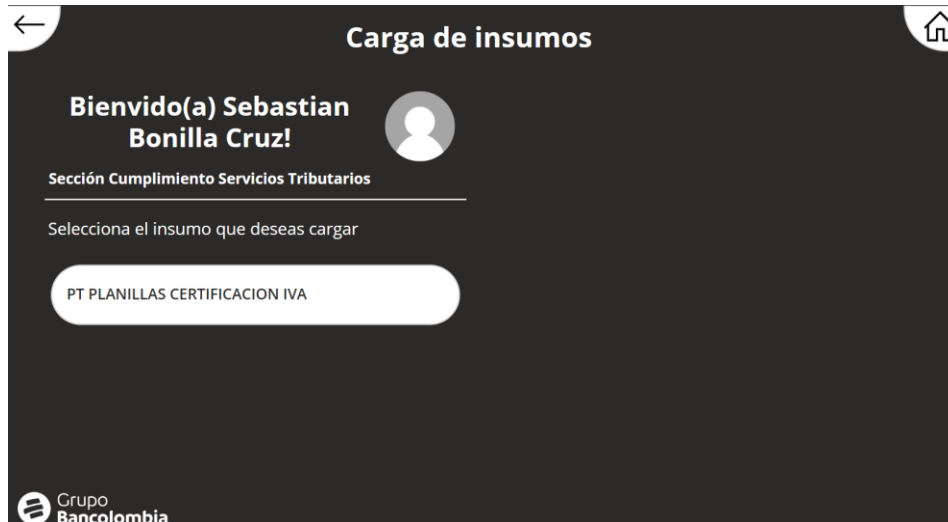 Carga de insumos
Bienvido(a) Sebastian
Bonilla Cruz!
Sección Cumplimiento Servicios Tributarios
Selecciona el insumo que deseas cargar
PT PLANILLAS CERTIFICACION IVA
Grupo
Bancolombia